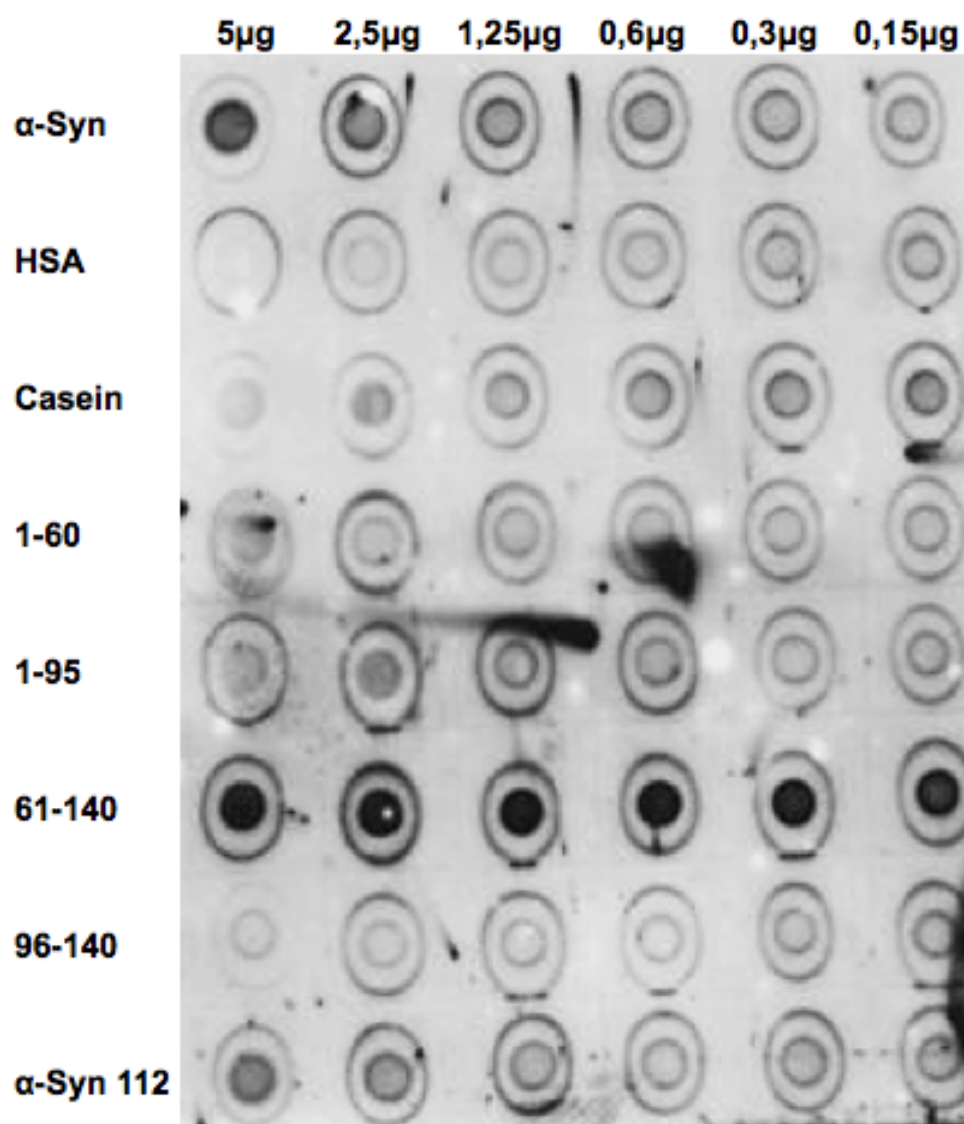 5µg 2,5µg 1,25µg 0,6µg 0,3µg 0,15µg
α-Syn
HSA
Casein
1-60
1-95
61-140
96-140
α-Syn 112